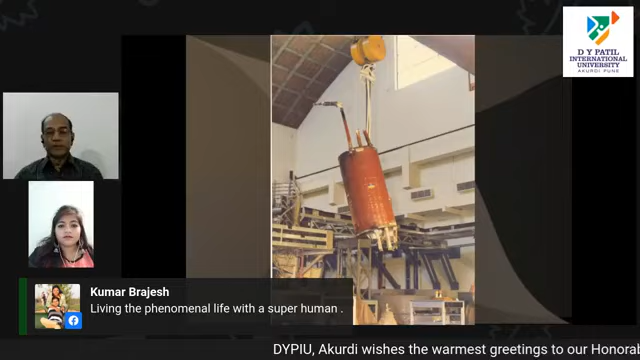 D Y PATIL
INTERNATIONAL
UNIVERSITY
AKURDI PUNE
Kumar Brajesh
Living the phenomenal life with a super human .
DYPIU, Akurdi wishes the warmest greetings to our Honorab